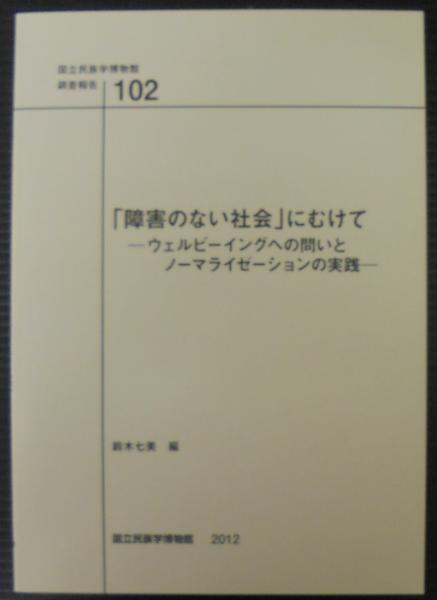 国立民族学博物館
調査報告 102
「障害のない社会」にむけて
―ウェルビーイングへの問いと
ノーマライゼーションの実践―
鈴木七美 編
国立民族学博物館 2012